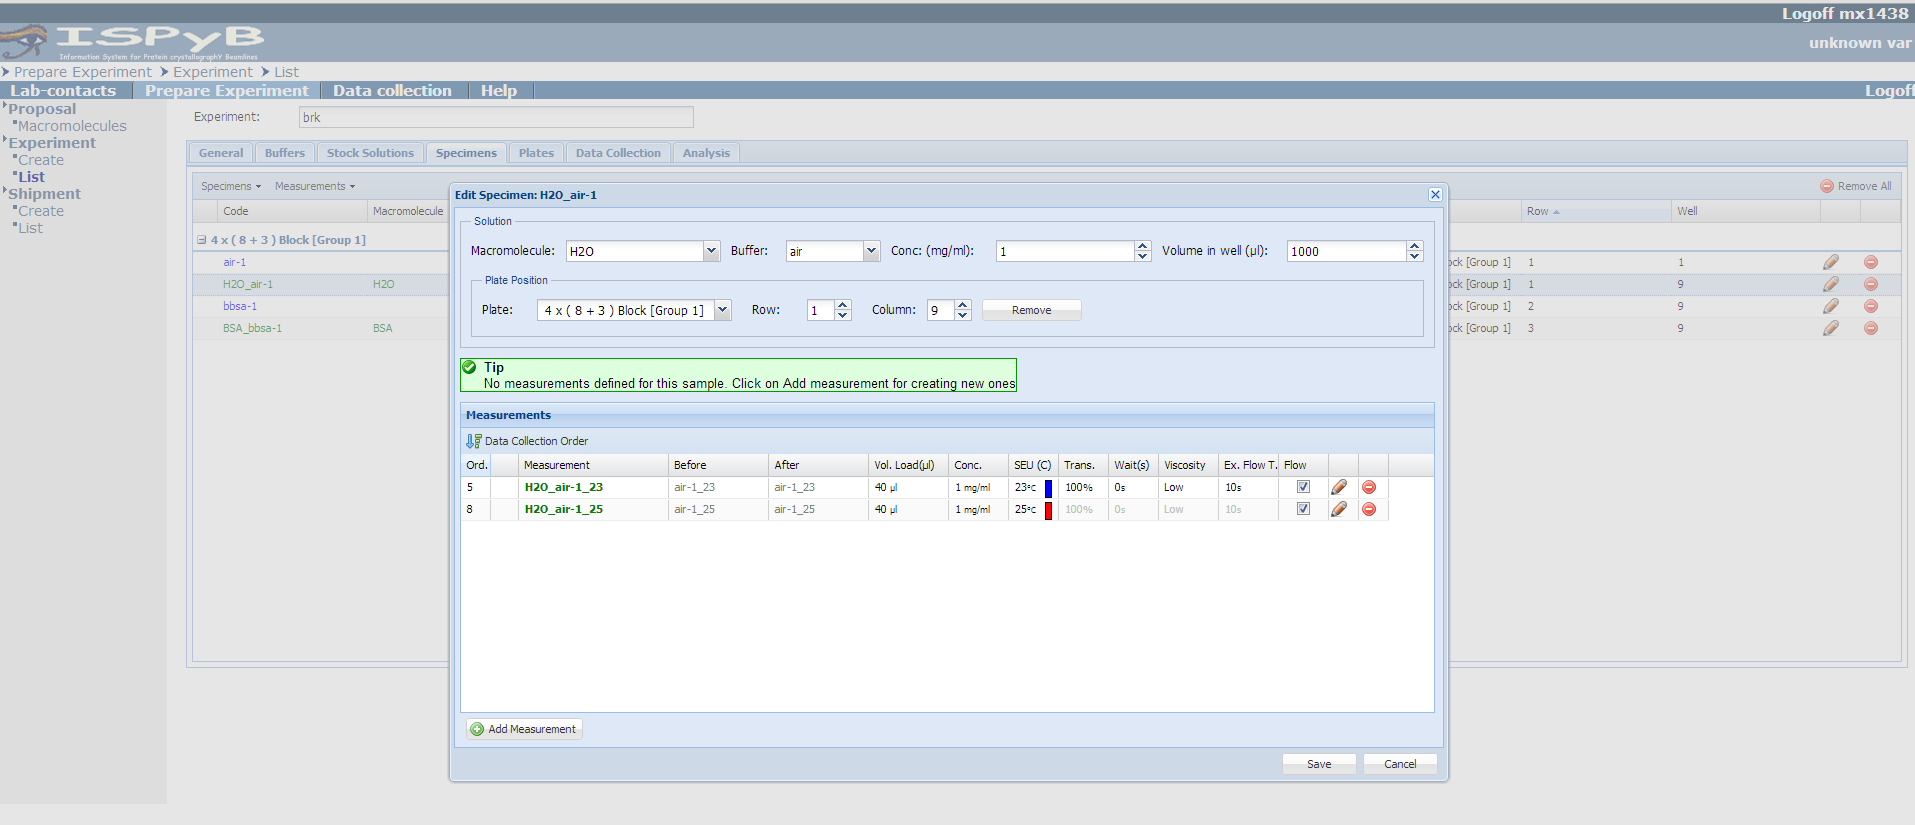 Logoff mx1438
ISPyB
Information System for Protein crystallographY Beamlines
unknown var
Prepare Experiment Experiment List
Lab-contacts Prepare Experiment Data collection Help Logoff
Proposal
Macromolecules
Experiment
Create
List
Shipment
Create
List
Experiment: brk
General Buffers Stock Solutions Specimens Plates Data Collection Analysis
Specimens Measurements Remove All
Code Macromolecule Row Well
4 x ( 8 + 3 ) Block [Group 1]
air-1 [Group 1] 1 1
H2O_air-1 H2O [Group 1] 1 9
bbsa-1 [Group 1] 2 9
BSA_bbsa-1 BSA [Group 1] 3 9
Edit Specimen: H2O_air-1
Solution
Macromolecule: H2O Buffer: air Conc: (mg/ml): 1 Volume in well (µl): 1000
Plate Position
Plate: 4 x ( 8 + 3 ) Block [Group 1] Row: 1 Column: 9 Remove
Tip
No measurements defined for this sample. Click on Add measurement for creating new ones
Measurements
Data Collection Order
Ord. Measurement Before After Vol. Load(µl) Conc. SEU (C) Trans. Wait(s) Viscosity Ex. Flow T. Flow
5 H2O_air-1_23 air-1_23 air-1_23 40 µl 1 mg/ml 23ºC 100% 0s Low 10s
8 H2O_air-1_25 air-1_25 air-1_25 40 µl 1 mg/ml 25ºC 100% 0s Low 10s
Add Measurement
Save Cancel